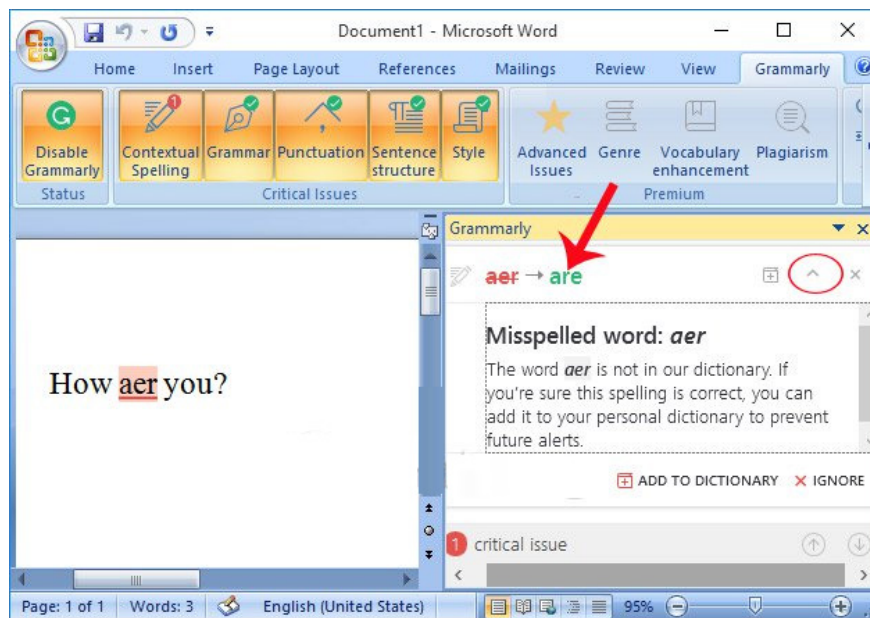 Document1 - Microsoft Word
Home Insert Page Layout References Mailings Review View Grammarly
Disable Grammarly
Contextual Spelling
1
Grammar
Punctuation
Sentence structure
Style
Advanced Issues
Genre
Vocabulary enhancement
Plagiarism
Status Critical Issues Premium
Grammarly
aer → are
How aer you?
Misspelled word: aer
The word aer is not in our dictionary. If
you're sure this spelling is correct, you can
add it to your personal dictionary to prevent
future alerts.
ADD TO DICTIONARY IGNORE
1 critical issue
Page: 1 of 1 Words: 3 English (United States) 95%